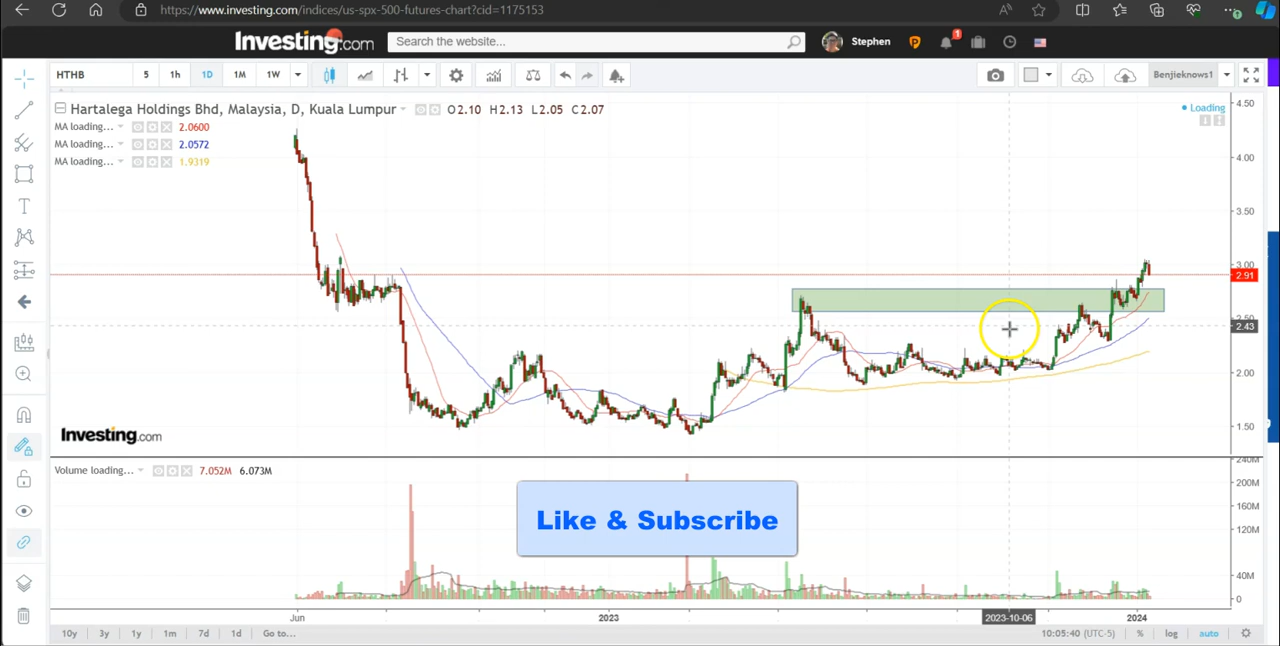 https://www.investing.com/indices/us-spx-500-futures-chart?cid=1175153
Investing.com Search the website... Stephen 1
HTHB 5 1h 1D 1M 1W Benjieknows1
Hartalega Holdings Bhd, Malaysia, D, Kuala Lumpur O2.10 H2.13 L2.05 C2.07
Loading
MA loading... 2.0600
MA loading... 2.0572
MA loading... 1.9319
4.50
4.00
3.50
3.00
2.91
2.50
2.43
2.00
1.50
Investing.com
Volume loading... 7.052M 6.073M
240M
200M
160M
120M
40M
0
Like & Subscribe
Jun 2023 2023-10-06 2024
10y 3y 1y 1m 7d 1d Go to... 10:05:40 (UTC-5) % log auto